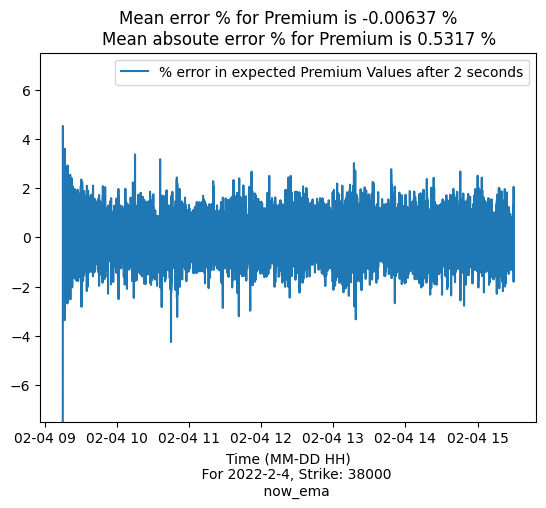 Mean error % for Premium is -0.00637 %
Mean absoute error % for Premium is 0.5317 %
% error in expected Premium Values after 2 seconds
6
4
2
0
−2
−4
−6
02-04 09 02-04 10 02-04 11 02-04 12 02-04 13 02-04 14 02-04 15
Time (MM-DD HH)
For 2022-2-4, Strike: 38000
now_ema